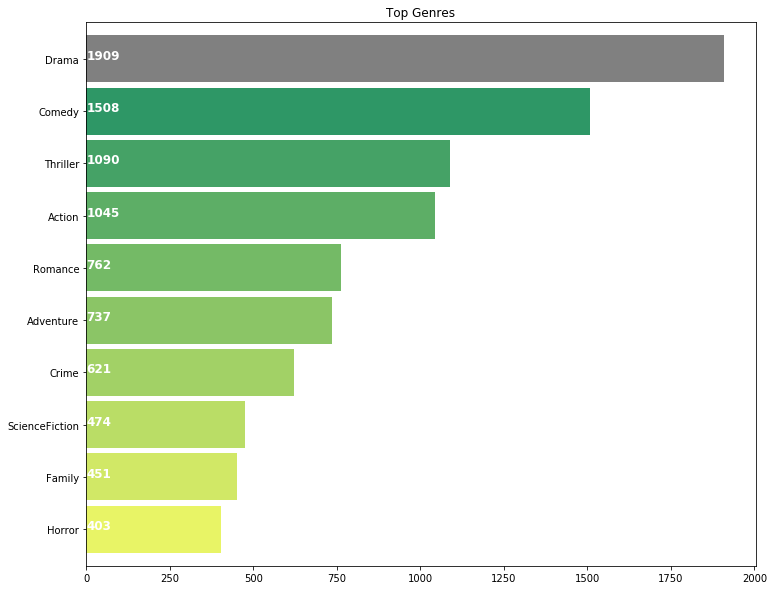 Top Genres
Drama 1909
Comedy 1508
Thriller 1090
Action 1045
Romance 762
Adventure 737
Crime 621
ScienceFiction 474
Family 451
Horror 403
0 250 500 750 1000 1250 1500 1750 2000